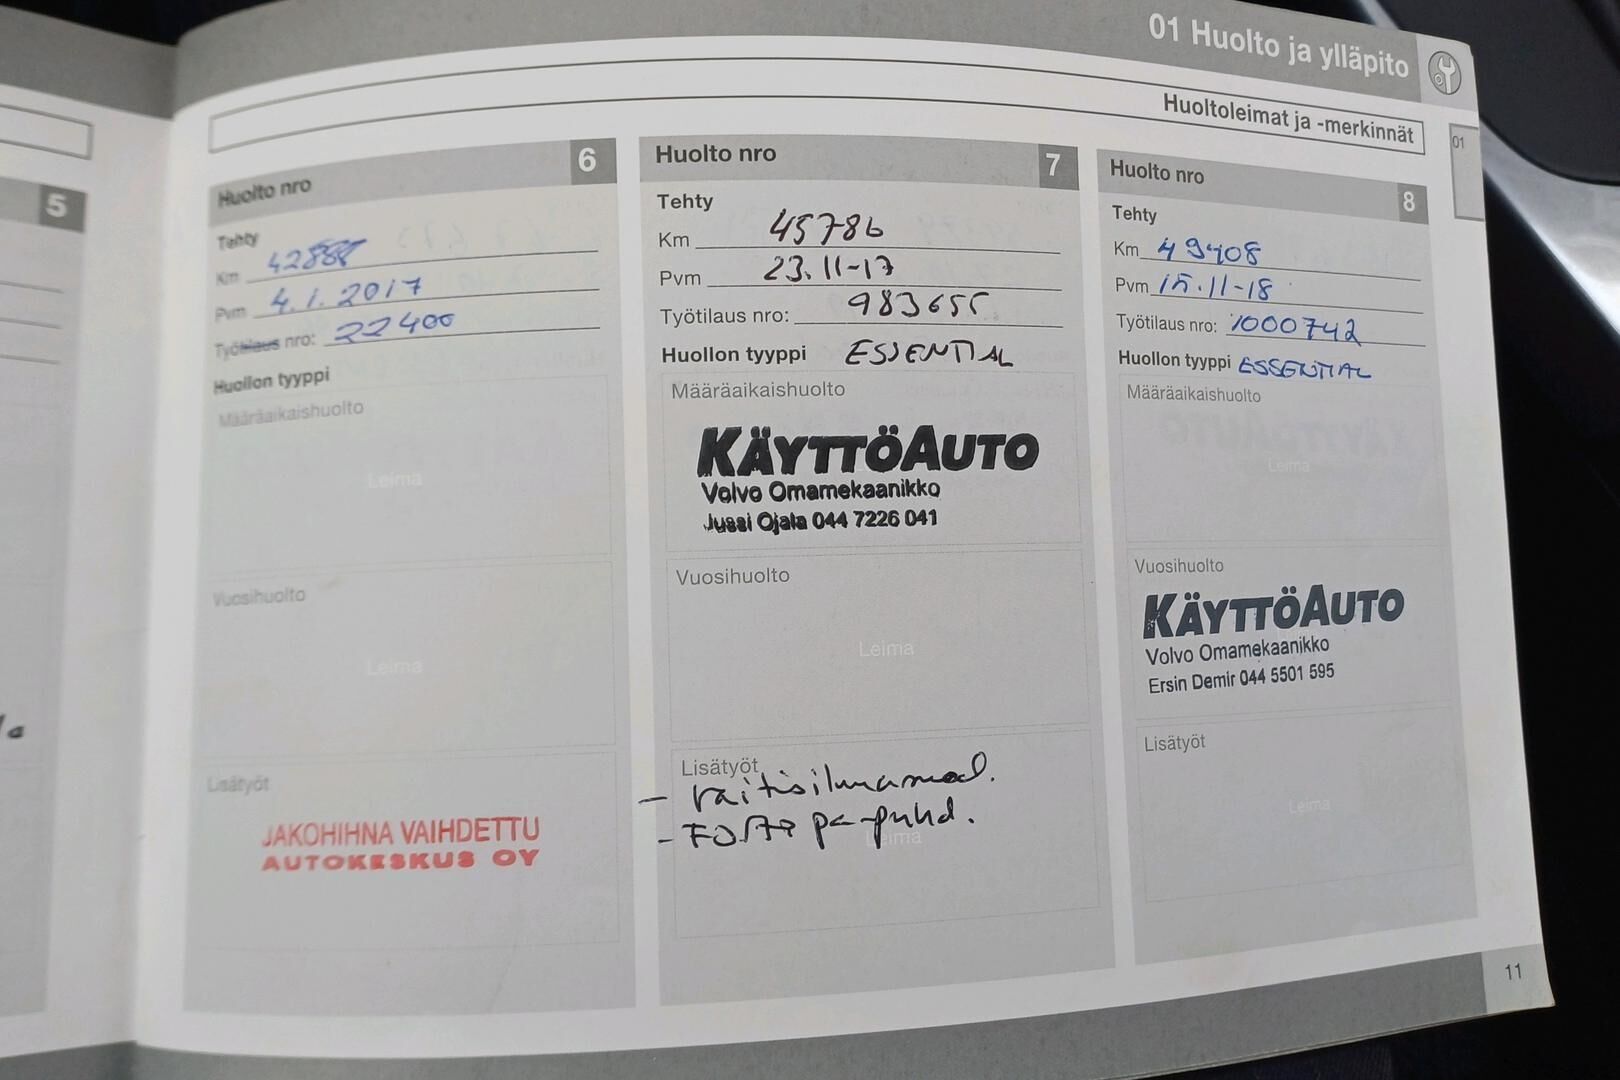 01 Huolto ja ylläpito
Huoltoleimat ja -merkinnät
01
5
Huolto nro 6
Tehty
Km 42888
Pvm 4.1.2017
Työtilaus nro: 22400
Huollon tyyppi
Määräaikaishuolto
Leima
Vuosihuolto
Leima
Lisätyöt
JAKOHIHNA VAIHDETTU
AUTOKESKUS OY
Huolto nro 7
Tehty
Km 45786
Pvm 23.11-17
Työtilaus nro: 983655
Huollon tyyppi ESSENTIAL
Määräaikaishuolto
KÄYTTÖAUTO
Volvo Omamekaanikko
Jussi Ojala 044 7226 041
Vuosihuolto
Leima
Lisätyöt
- raitisilmasuod.
- pa-puhd.
Leima
Huolto nro 8
Tehty
Km 49408
Pvm 15.11-18
Työtilaus nro: 1000742
Huollon tyyppi ESSENTIAL
Määräaikaishuolto
Leima
Vuosihuolto
KÄYTTÖAUTO
Volvo Omamekaanikko
Ersin Demir 044 5501 595
Lisätyöt
Leima
11